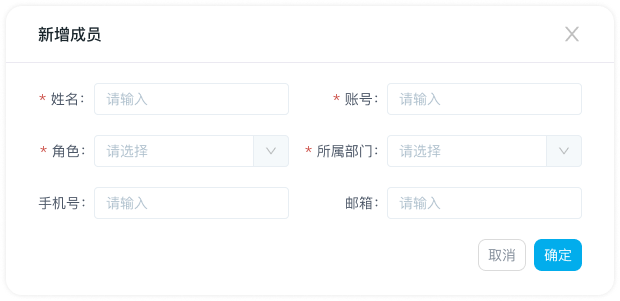 新增成员
* 姓名： 请输入 * 账号： 请输入
* 角色： 请选择 * 所属部门： 请选择
手机号： 请输入 邮箱： 请输入
取消 确定